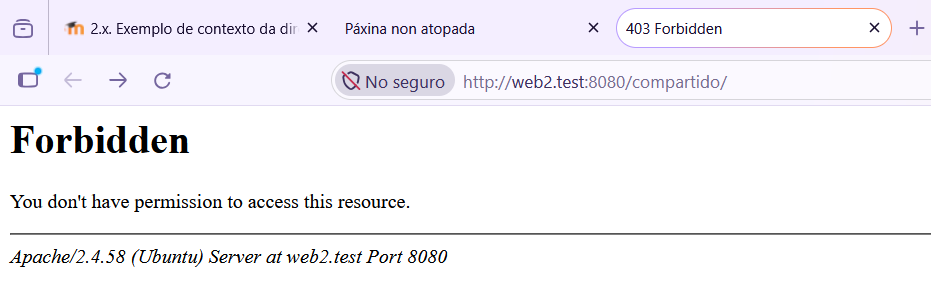 2.x. Exemplo de contexto da dir
Páxina non atopada
403 Forbidden
No seguro
http://web2.test:8080/compartido/
Forbidden
You don't have permission to access this resource.
Apache/2.4.58 (Ubuntu) Server at web2.test Port 8080